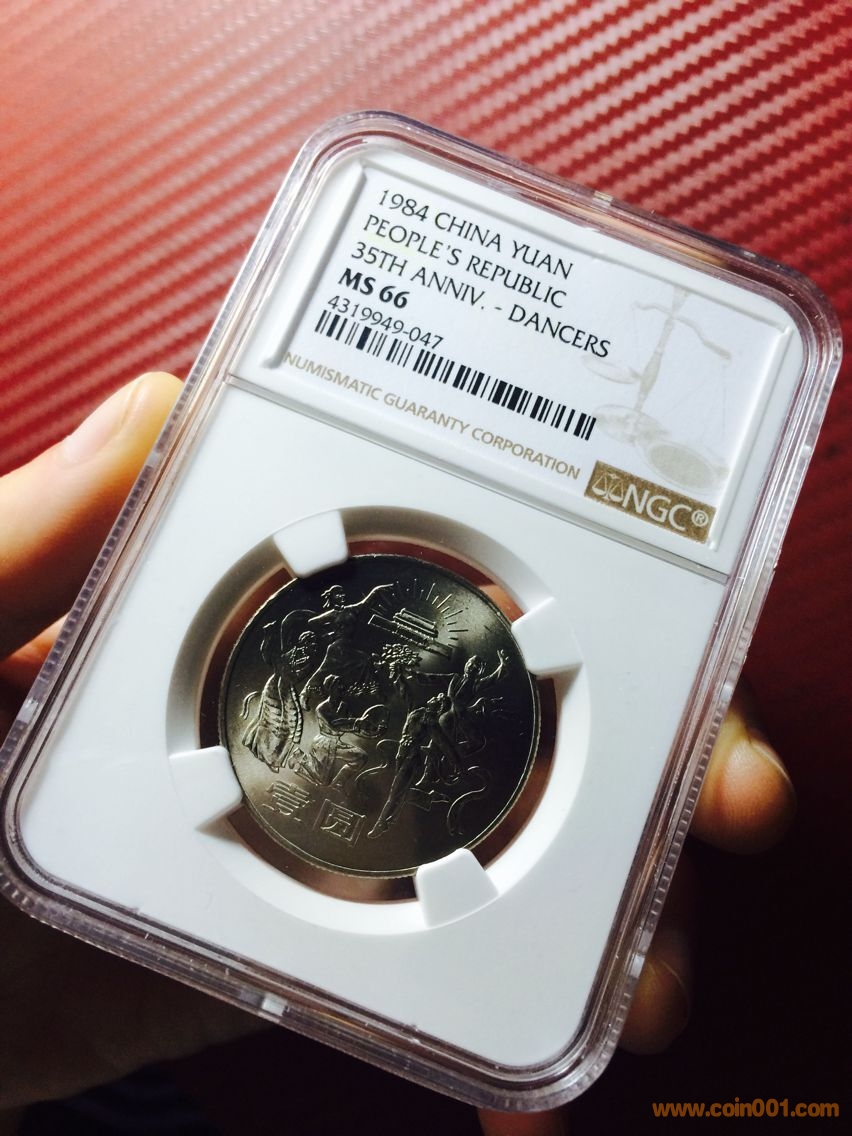 1984 CHINA YUAN
PEOPLE'S REPUBLIC
35TH ANNIV. - DANCERS
MS 66
4319949-047
NUMISMATIC GUARANTY CORPORATION
NGC®
壹圆
www.coin001.com